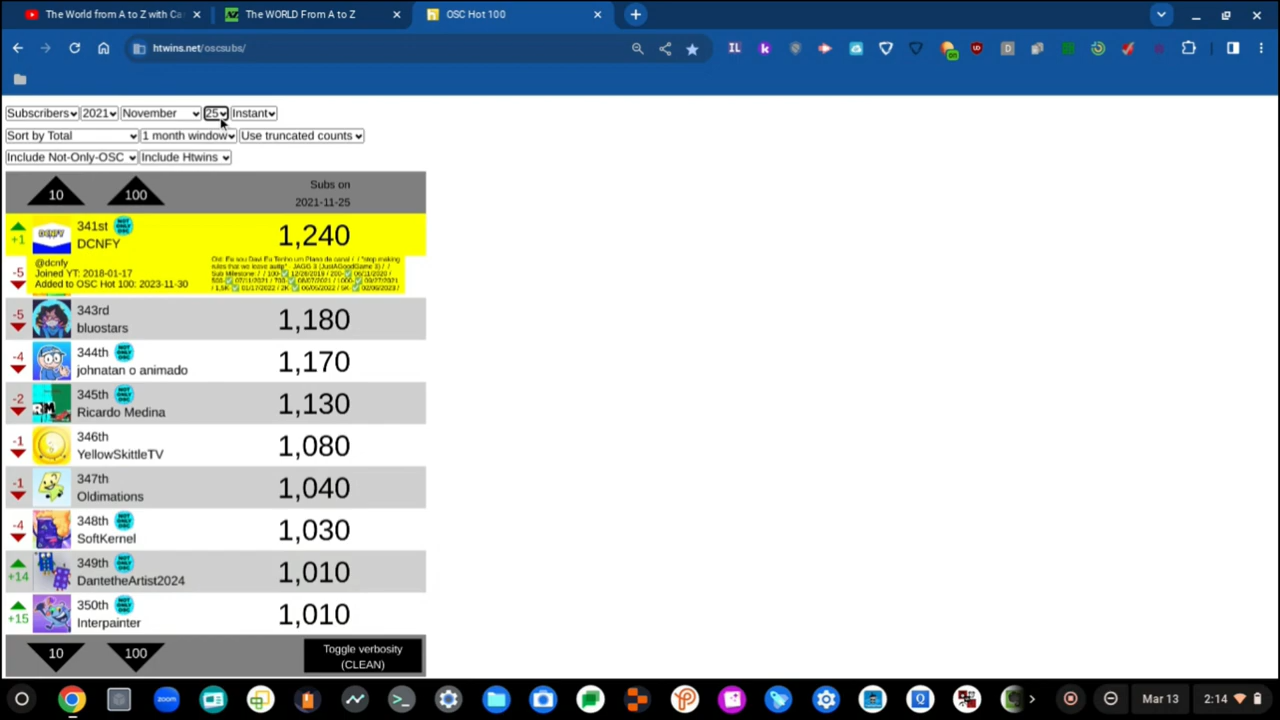 The World from A to Z with Ca
The WORLD From A to Z
OSC Hot 100
htwins.net/oscsubs/
Subscribers 2021 November 25 Instant
Sort by Total 1 month window Use truncated counts
Include Not-Only-OSC Include Htwins
10 100 Subs on
2021-11-25
+1 341st
DCNFY 1,240
@dcnfy
Joined YT: 2018-01-17
Added to OSC Hot 100: 2023-11-30
-5
-5 343rd
bluostars 1,180
-4 344th
johnatan o animado 1,170
-2 345th
Ricardo Medina 1,130
-1 346th
YellowSkittleTV 1,080
-1 347th
Oldimations 1,040
-4 348th
SoftKernel 1,030
+14 349th
DantetheArtist2024 1,010
+15 350th
Interpainter 1,010
10 100 Toggle verbosity
(CLEAN)
zoom
Mar 13 2:14